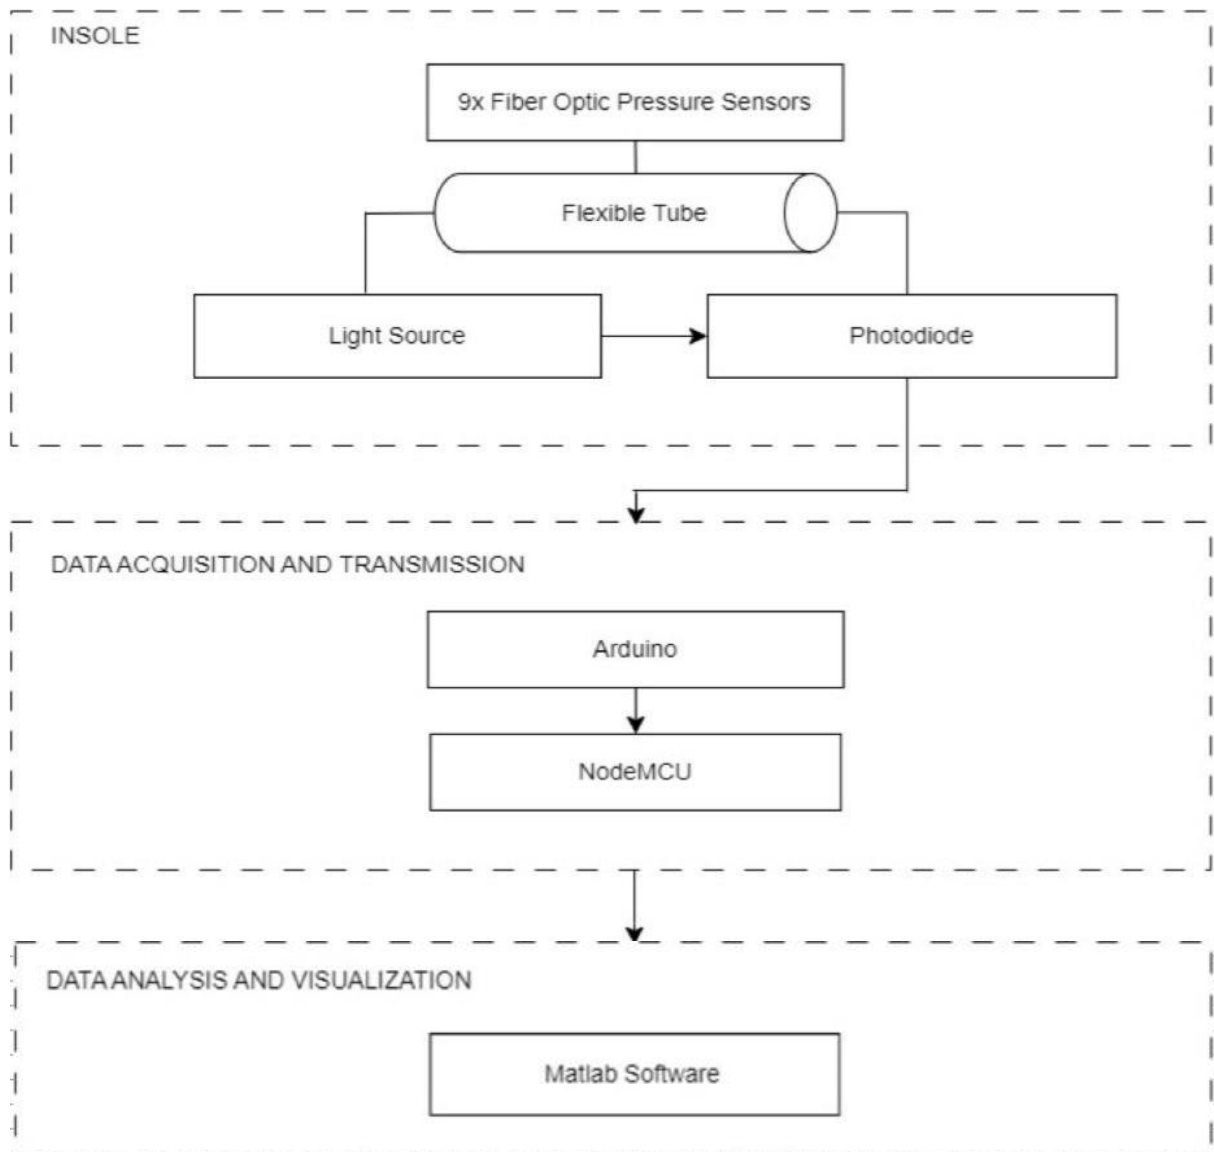 INSOLE
9x Fiber Optic Pressure Sensors
Flexible Tube
Light Source
Photodiode
DATA ACQUISITION AND TRANSMISSION
Arduino
NodeMCU
DATA ANALYSIS AND VISUALIZATION
Matlab Software